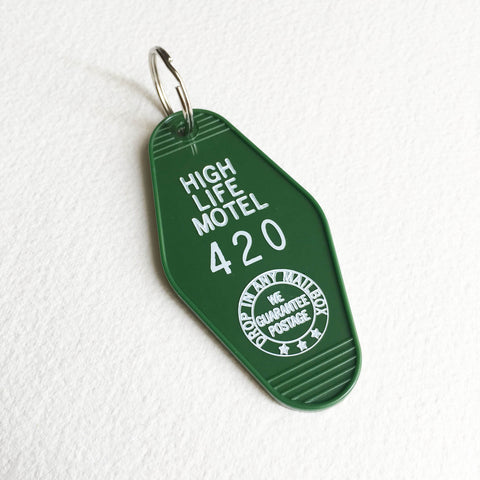 HIGH
LIFE
MOTEL
420
DROP IN ANY MAILBOX
WE
GUARANTEE
POSTAGE